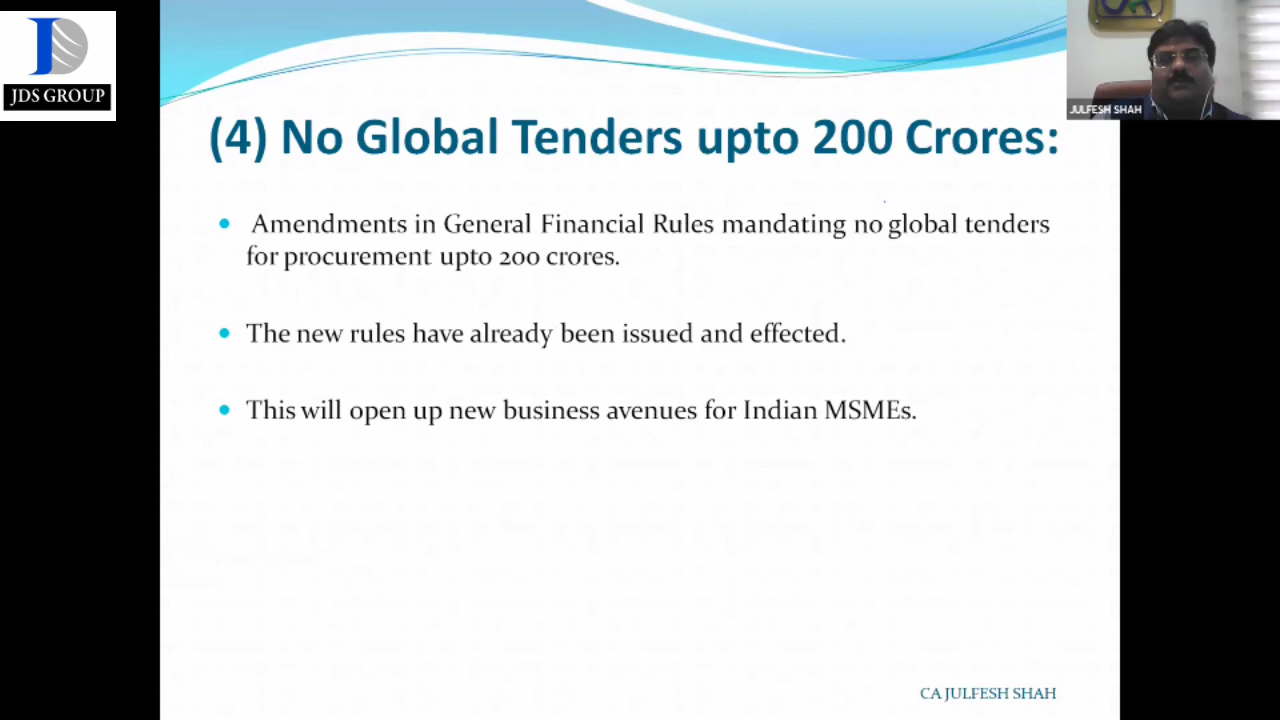 JDS GROUP
JULFESH SHAH
(4) No Global Tenders upto 200 Crores:
• Amendments in General Financial Rules mandating no global tenders
for procurement upto 200 crores.
• The new rules have already been issued and effected.
• This will open up new business avenues for Indian MSMEs.
CA JULFESH SHAH